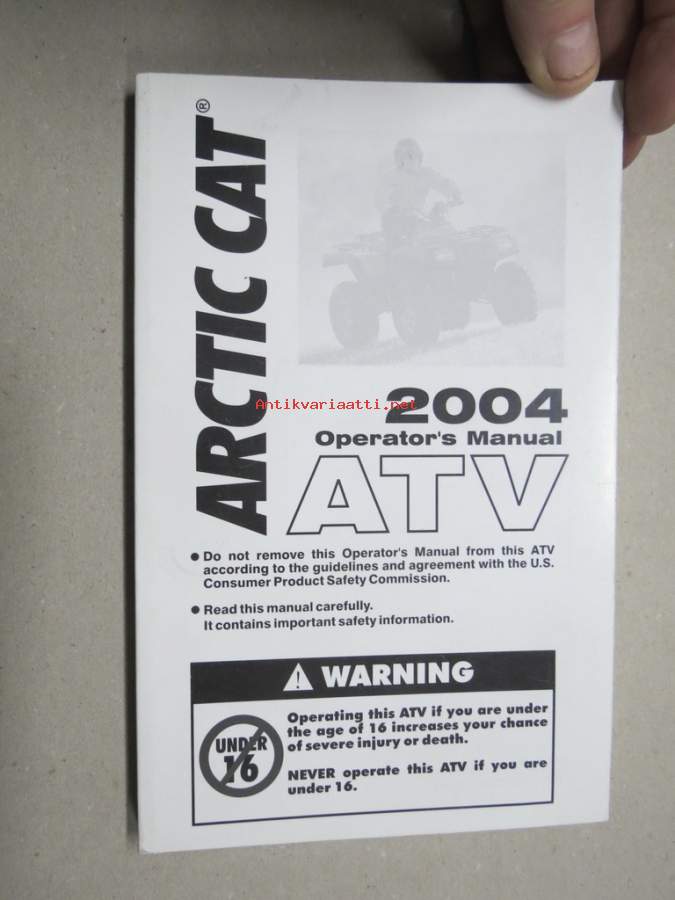 ARCTIC CAT®
2004
Antikvariaatti.net
Operator's Manual
ATV
● Do not remove this Operator's Manual from this ATV
according to the guidelines and agreement with the U.S.
Consumer Product Safety Commission.
● Read this manual carefully.
It contains important safety information.
WARNING
UNDER
16
Operating this ATV if you are under
the age of 16 increases your chance
of severe injury or death.
NEVER operate this ATV if you are
under 16.